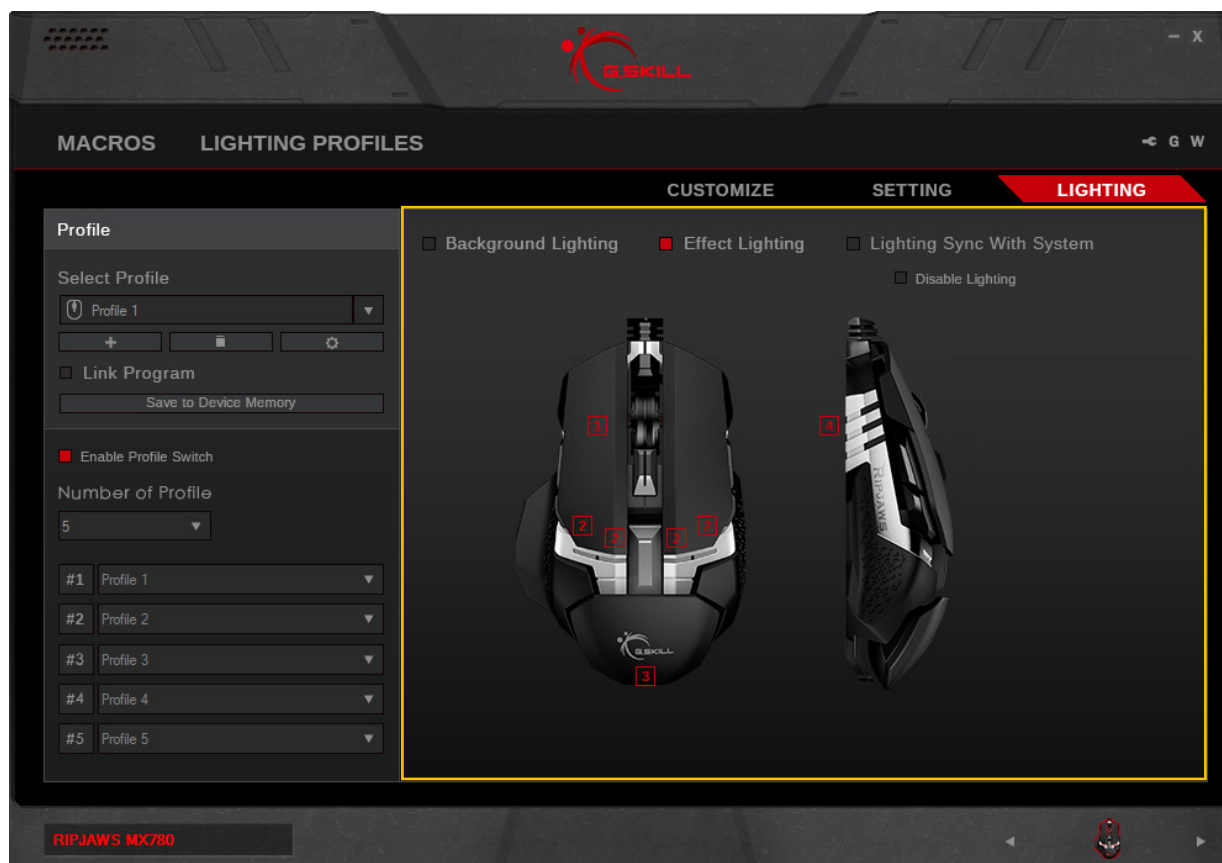 G.SKILL
– X
MACROS LIGHTING PROFILES
G W
CUSTOMIZE SETTING LIGHTING
Profile
Select Profile
Profile 1
Link Program
Save to Device Memory
Enable Profile Switch
Number of Profile
5
#1 Profile 1
#2 Profile 2
#3 Profile 3
#4 Profile 4
#5 Profile 5
Background Lighting Effect Lighting Lighting Sync With System
Disable Lighting
1
4
RIPJAWS
2 2 2 2
G.SKILL
3
RIPJAWS MX780